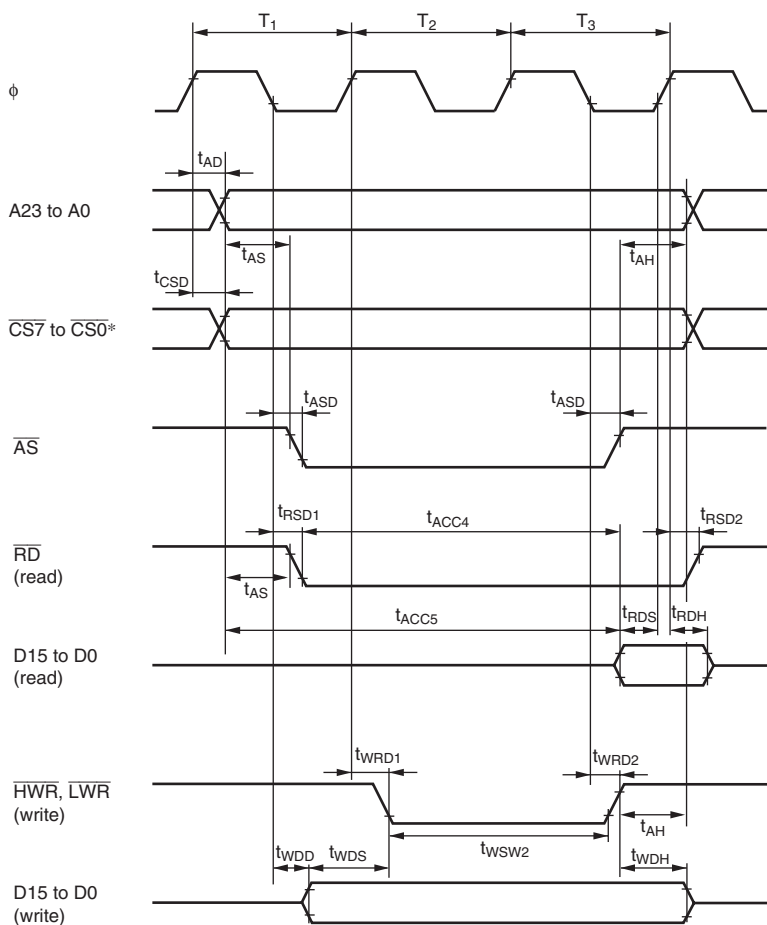 T1 T2 T3
ϕ
tAD
A23 to A0
tAS tAH
tCSD
CS7 to CS0*
tASD tASD
AS
tRSD1 tACC4 tRSD2
RD
(read)
tAS
tACC5 tRDS tRDH
D15 to D0
(read)
tWRD1 tWRD2
HWR, LWR
(write)
tAH
tWSW2
tWDD tWDS tWDH
D15 to D0
(write)